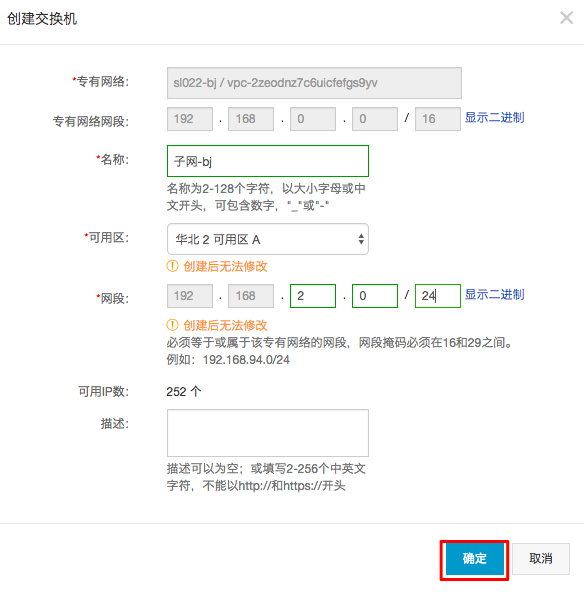 创建交换机
*专有网络: sl022-bj / vpc-2zeodnz7c6uicfefgs9yv
专有网络网段: 192 . 168 . 0 . 0 / 16 显示二进制
*名称: 子网-bj
名称为2-128个字符，以大小字母或中
文开头，可包含数字，"_"或"-"
*可用区: 华北 2 可用区 A
创建后无法修改
*网段: 192 . 168 . 2 . 0 / 24 显示二进制
创建后无法修改
必须等于或属于该专有网络的网段，网段掩码必须在16和29之间。
例如：192.168.94.0/24
可用IP数: 252 个
描述:
描述可以为空；或填写2-256个中英文
字符，不能以http://和https://开头
确定 取消